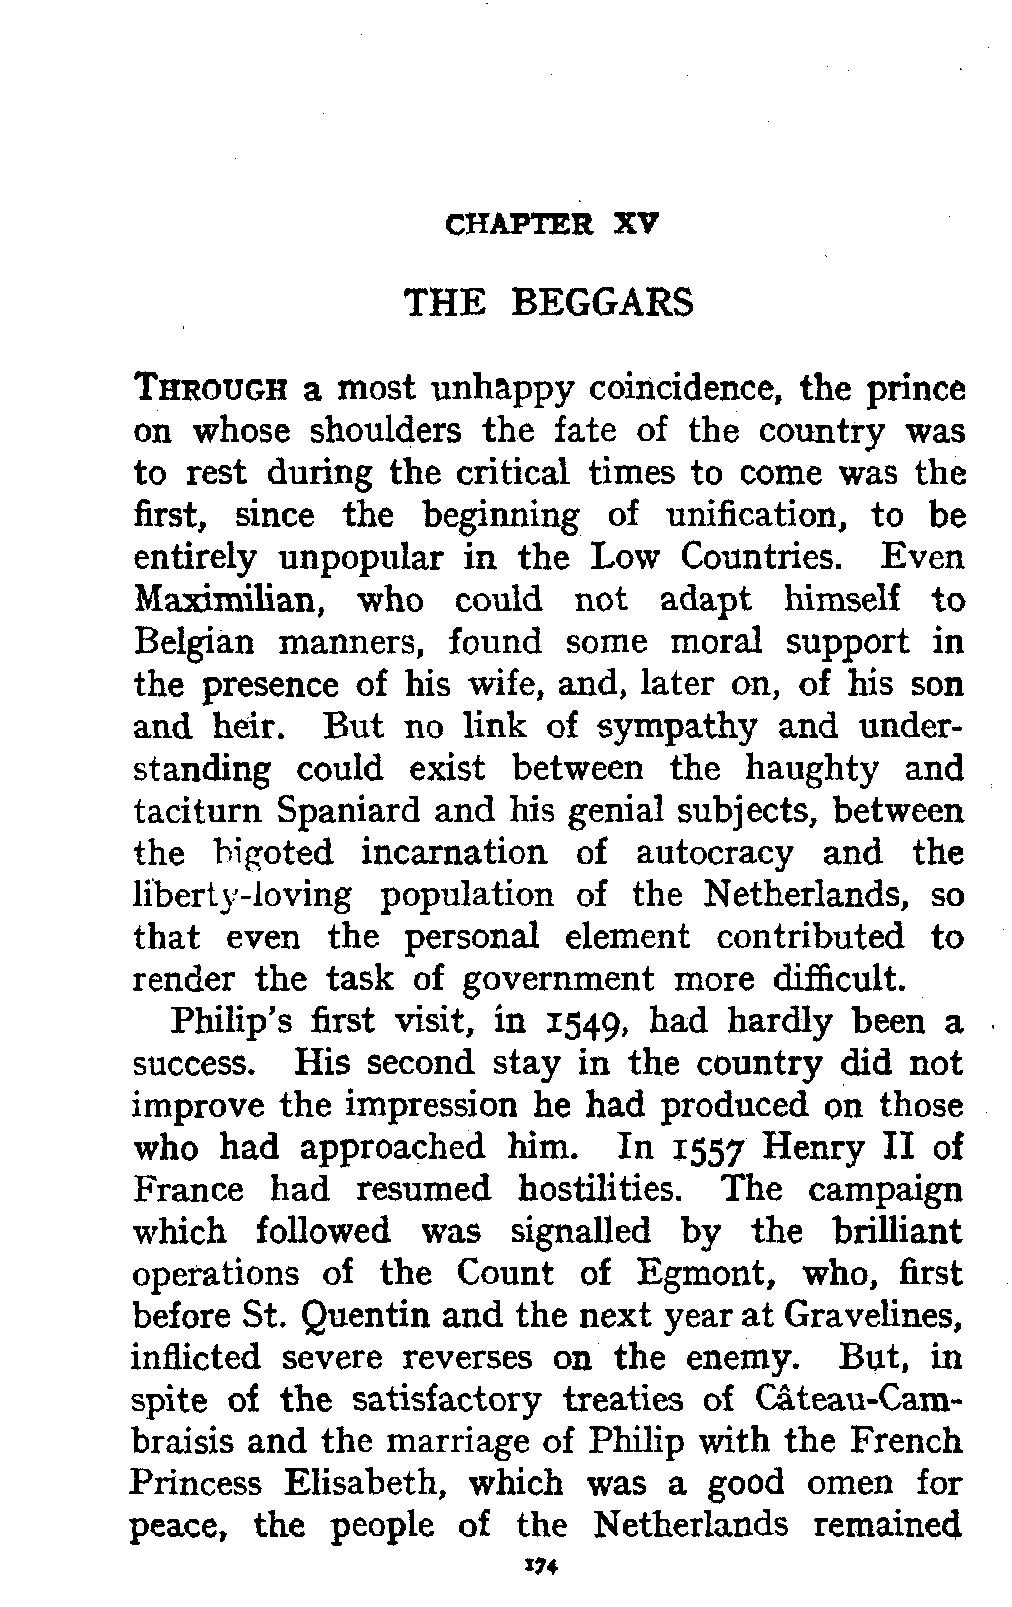 CHAPTER XV
THE BEGGARS
THROUGH a most unhappy coincidence, the prince
on whose shoulders the fate of the country was
to rest during the critical times to come was the
first, since the beginning of unification, to be
entirely unpopular in the Low Countries. Even
Maximilian, who could not adapt himself to
Belgian manners, found some moral support in
the presence of his wife, and, later on, of his son
and heir. But no link of sympathy and under-
standing could exist between the haughty and
taciturn Spaniard and his genial subjects, between
the bigoted incarnation of autocracy and the
liberty-loving population of the Netherlands, so
that even the personal element contributed to
render the task of government more difficult.
Philip's first visit, in 1549, had hardly been a
success. His second stay in the country did not
improve the impression he had produced on those
who had approached him. In 1557 Henry II of
France had resumed hostilities. The campaign
which followed was signalled by the brilliant
operations of the Count of Egmont, who, first
before St. Quentin and the next year at Gravelines,
inflicted severe reverses on the enemy. But, in
spite of the satisfactory treaties of Câteau-Cam-
braisis and the marriage of Philip with the French
Princess Elisabeth, which was a good omen for
peace, the people of the Netherlands remained
174